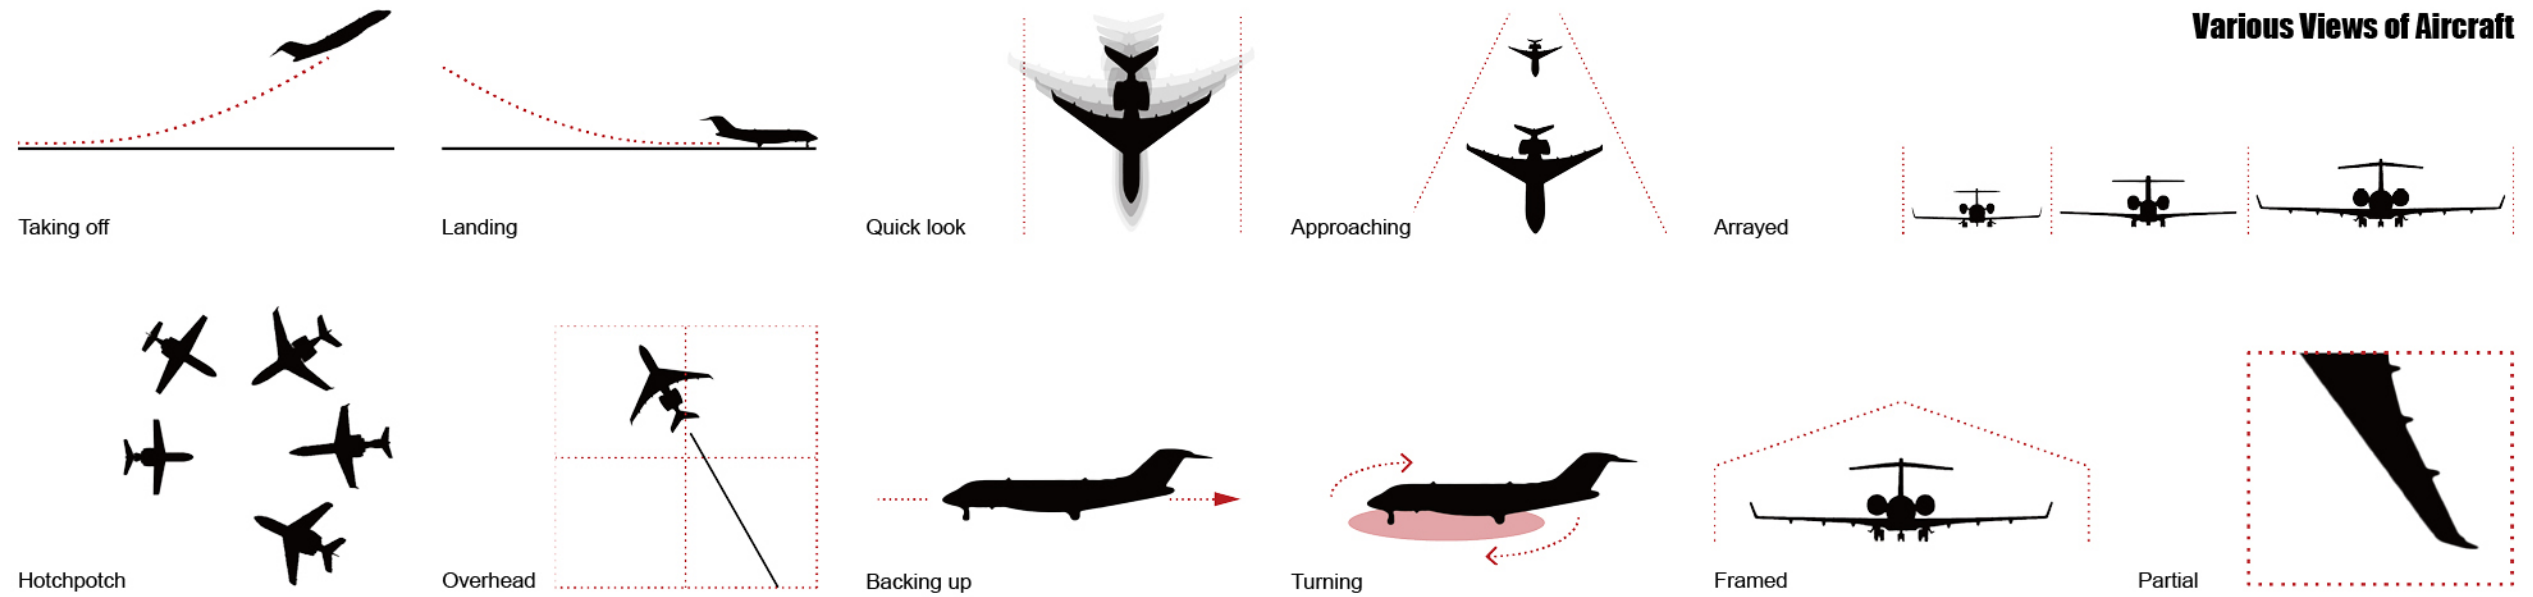 Various Views of Aircraft
Taking off
Landing
Quick look
Approaching
Arrayed
Hotchpotch
Overhead
Backing up
Turning
Framed
Partial